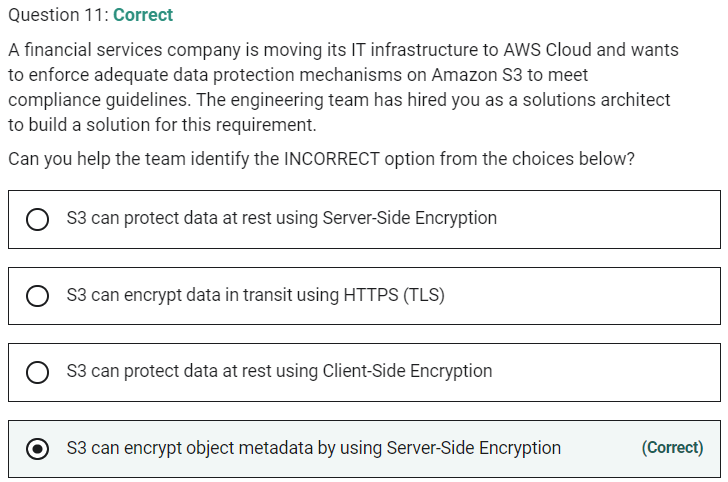 Question 11: Correct
A financial services company is moving its IT infrastructure to AWS Cloud and wants
to enforce adequate data protection mechanisms on Amazon S3 to meet
compliance guidelines. The engineering team has hired you as a solutions architect
to build a solution for this requirement.
Can you help the team identify the INCORRECT option from the choices below?
S3 can protect data at rest using Server-Side Encryption
S3 can encrypt data in transit using HTTPS (TLS)
S3 can protect data at rest using Client-Side Encryption
S3 can encrypt object metadata by using Server-Side Encryption (Correct)